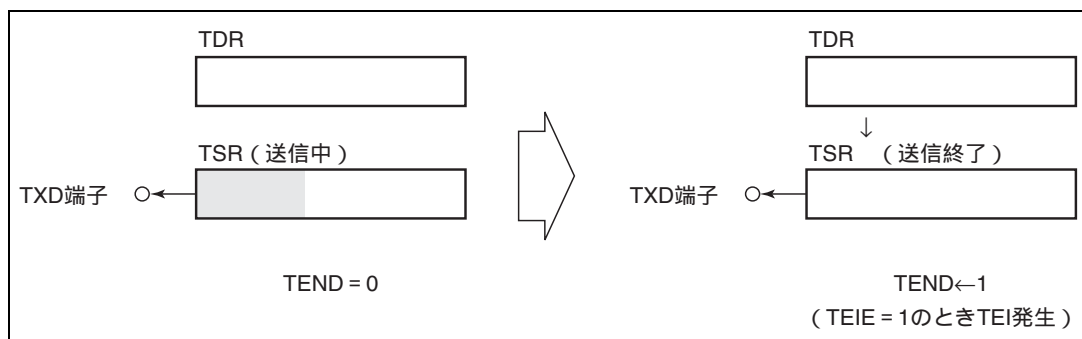 TDR
TSR（送信中）
TXD端子
TEND = 0
TDR
↓
TSR （送信終了）
TXD端子
TEND←1
（TEIE = 1のときTEI発生）